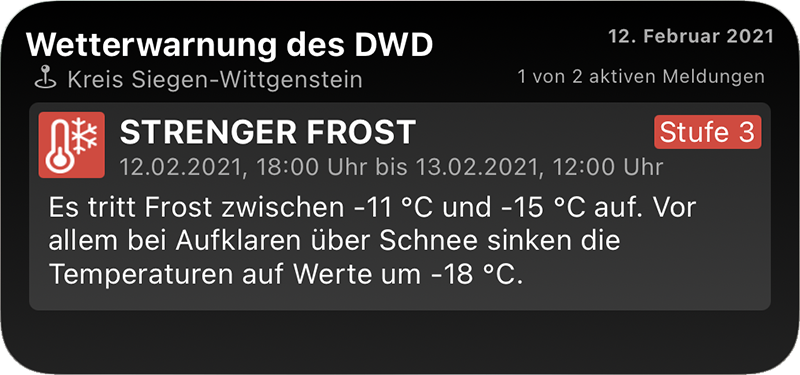 Wetterwarnung des DWD
12. Februar 2021
Kreis Siegen-Wittgenstein
1 von 2 aktiven Meldungen
STRENGER FROST
Stufe 3
12.02.2021, 18:00 Uhr bis 13.02.2021, 12:00 Uhr
Es tritt Frost zwischen -11 °C und -15 °C auf. Vor
allem bei Aufklaren über Schnee sinken die
Temperaturen auf Werte um -18 °C.